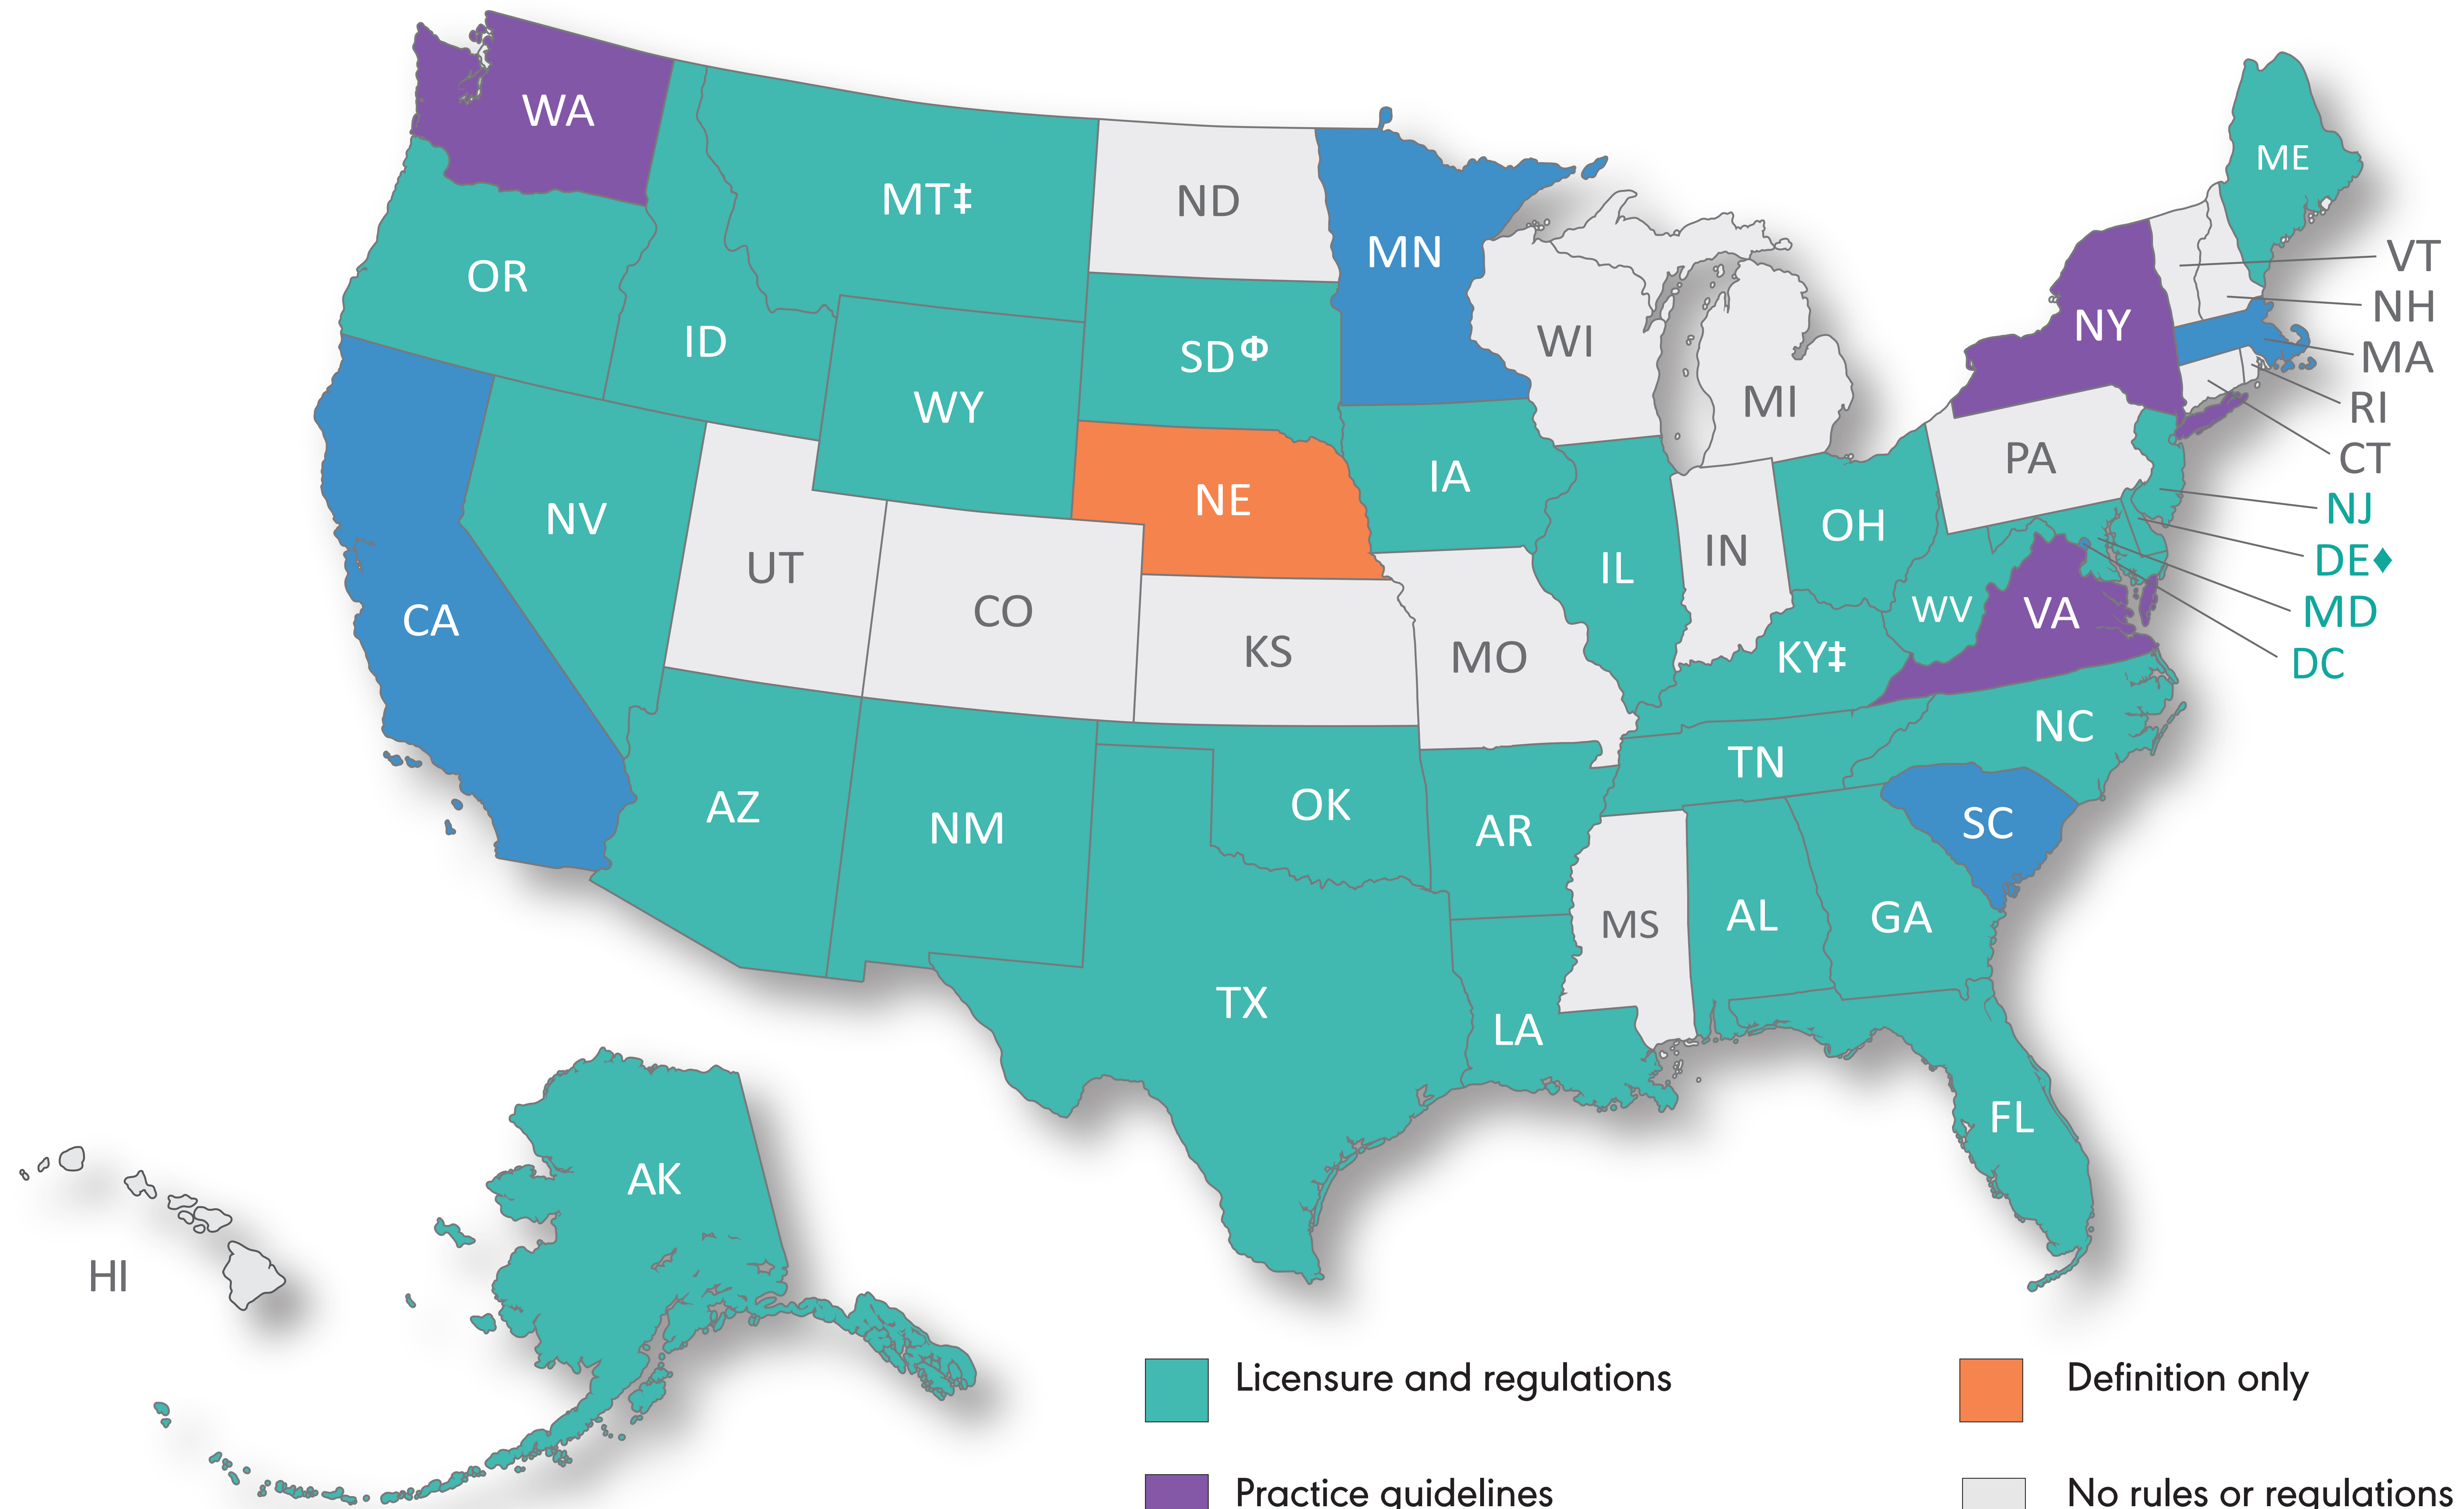 WA
MT‡
ND
MN
ME
OR
ID
SDΦ
WI
MI
NY
VT
NH
MA
RI
CT
WY
NE
IA
PA
NJ
DE♦
MD
DC
NV
UT
CO
KS
MO
IL
IN
OH
WV
VA
KY‡
CA
AZ
NM
OK
AR
TN
NC
SC
TX
LA
MS
AL
GA
FL
AK
HI
Licensure and regulations
Definition only
Practice guidelines
No rules or regulations